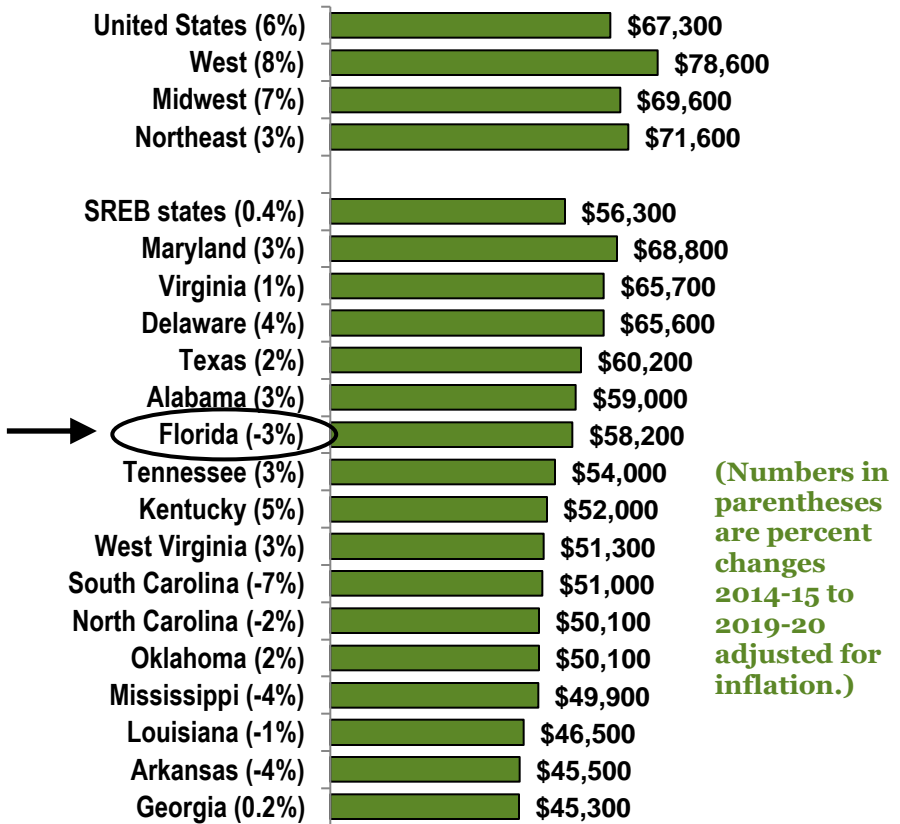 United States (6%) $67,300
West (8%) $78,600
Midwest (7%) $69,600
Northeast (3%) $71,600
SREB states (0.4%) $56,300
Maryland (3%) $68,800
Virginia (1%) $65,700
Delaware (4%) $65,600
Texas (2%) $60,200
Alabama (3%) $59,000
Florida (-3%) $58,200
Tennessee (3%) $54,000
Kentucky (5%) $52,000
West Virginia (3%) $51,300
South Carolina (-7%) $51,000
North Carolina (-2%) $50,100
Oklahoma (2%) $50,100
Mississippi (-4%) $49,900
Louisiana (-1%) $46,500
Arkansas (-4%) $45,500
Georgia (0.2%) $45,300
(Numbers in
parentheses
are percent
changes
2014-15 to
2019-20
adjusted for
inflation.)